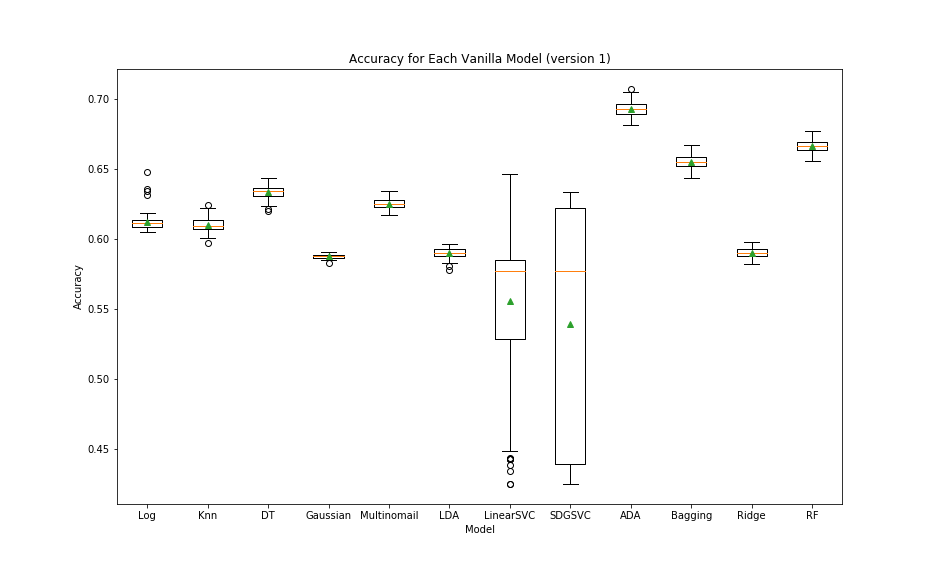 Accuracy for Each Vanilla Model (version 1)
0.70
0.65
0.60
0.55
0.50
0.45
Accuracy
Log Knn DT Gaussian Multinomail LDA LinearSVC SDGSVC ADA Bagging Ridge RF
Model